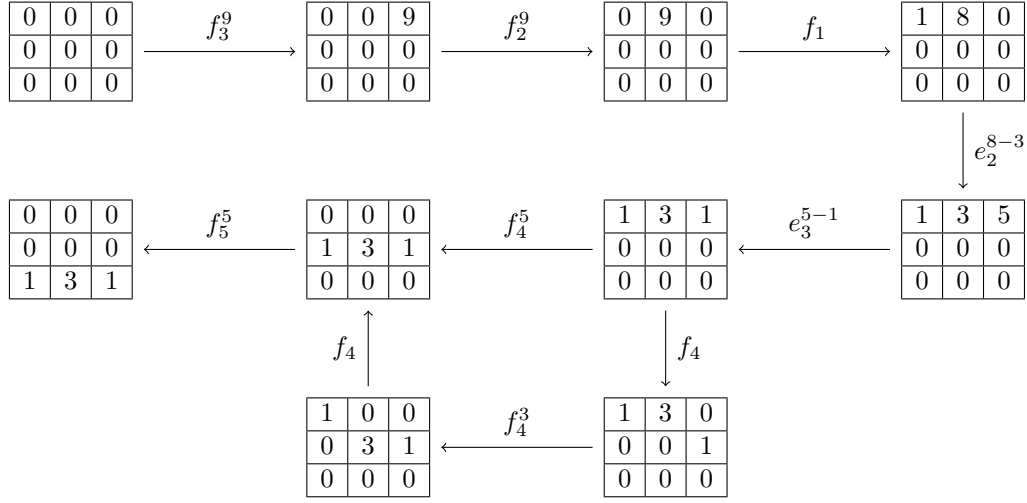 0 0 0 f_3^9 0 0 9 f_2^9 0 9 0 f_1 1 8 0
0 0 0 0 0 0 0 0 0 0 0 0
0 0 0 0 0 0 0 0 0 0 0 0
e_2^{8-3}
0 0 0 f_5^5 0 0 0 f_4^5 1 3 1 e_3^{5-1} 1 3 5
0 0 0 1 3 1 0 0 0 0 0 0
1 3 1 0 0 0 0 0 0 0 0 0
f_4 f_4
1 0 0 f_4^3 1 3 0
0 3 1 0 0 1
0 0 0 0 0 0